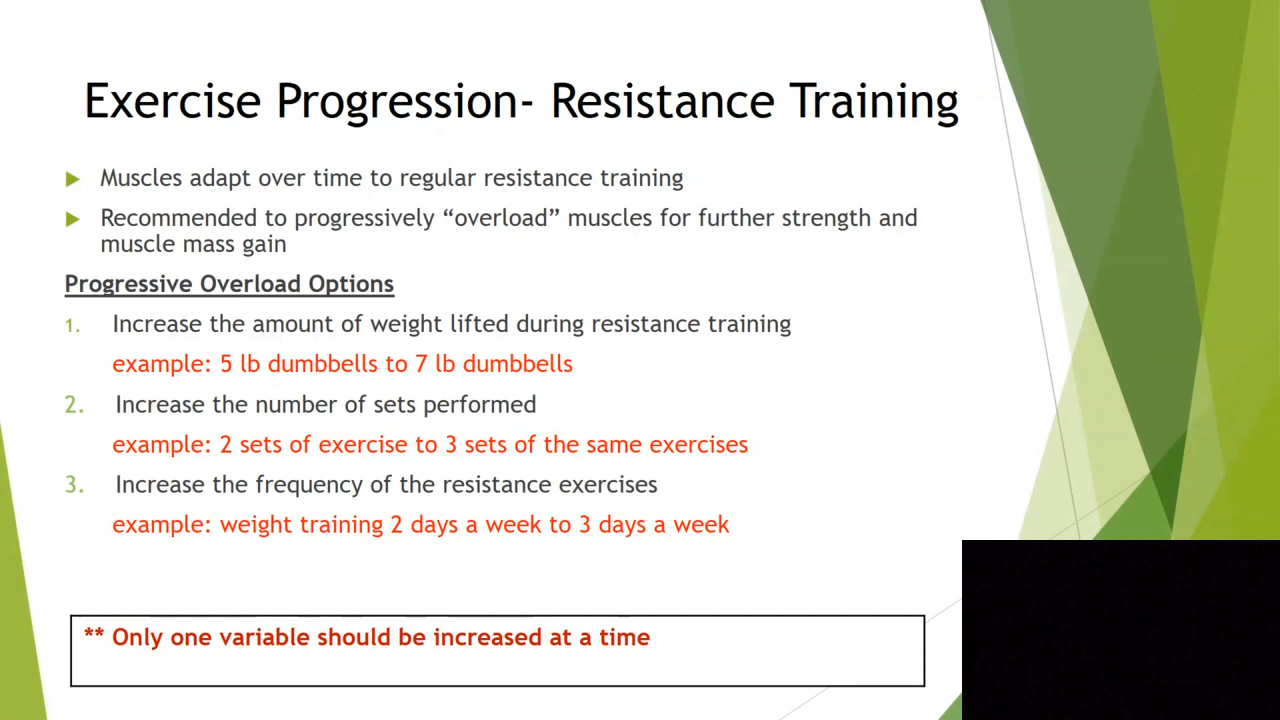 Exercise Progression- Resistance Training
Muscles adapt over time to regular resistance training
Recommended to progressively “overload” muscles for further strength and
muscle mass gain
Progressive Overload Options
1. Increase the amount of weight lifted during resistance training
example: 5 lb dumbbells to 7 lb dumbbells
2. Increase the number of sets performed
example: 2 sets of exercise to 3 sets of the same exercises
3. Increase the frequency of the resistance exercises
example: weight training 2 days a week to 3 days a week
** Only one variable should be increased at a time